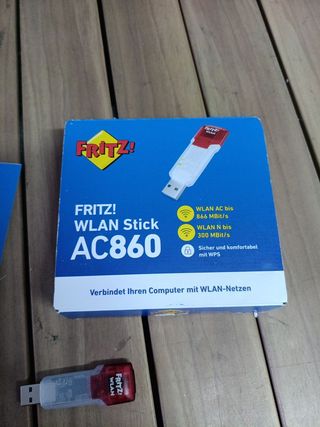 FRITZ!
FRITZ!
WLAN Stick
AC860
WLAN AC bis
866 MBit/s
WLAN N bis
300 MBit/s
Sicher und komfortabel
mit WPS
Verbindet Ihren Computer mit WLAN-Netzen
FRITZ!
WLAN